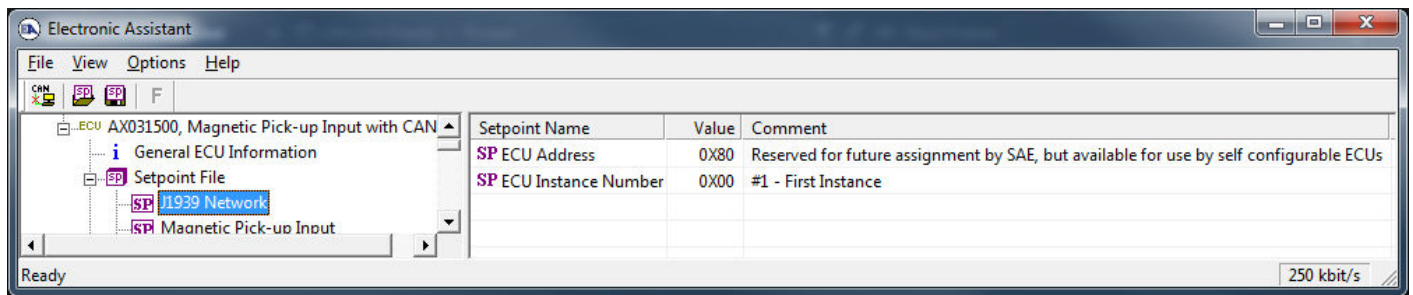 Electronic Assistant
File View Options Help
CAN SP SP F
ECU AX031500, Magnetic Pick-up Input with CAN
i General ECU Information
SP Setpoint File
SP J1939 Network
SP Magnetic Pick-up Input
Setpoint Name Value Comment
SP ECU Address 0X80 Reserved for future assignment by SAE, but available for use by self configurable ECUs
SP ECU Instance Number 0X00 #1 - First Instance
Ready 250 kbit/s